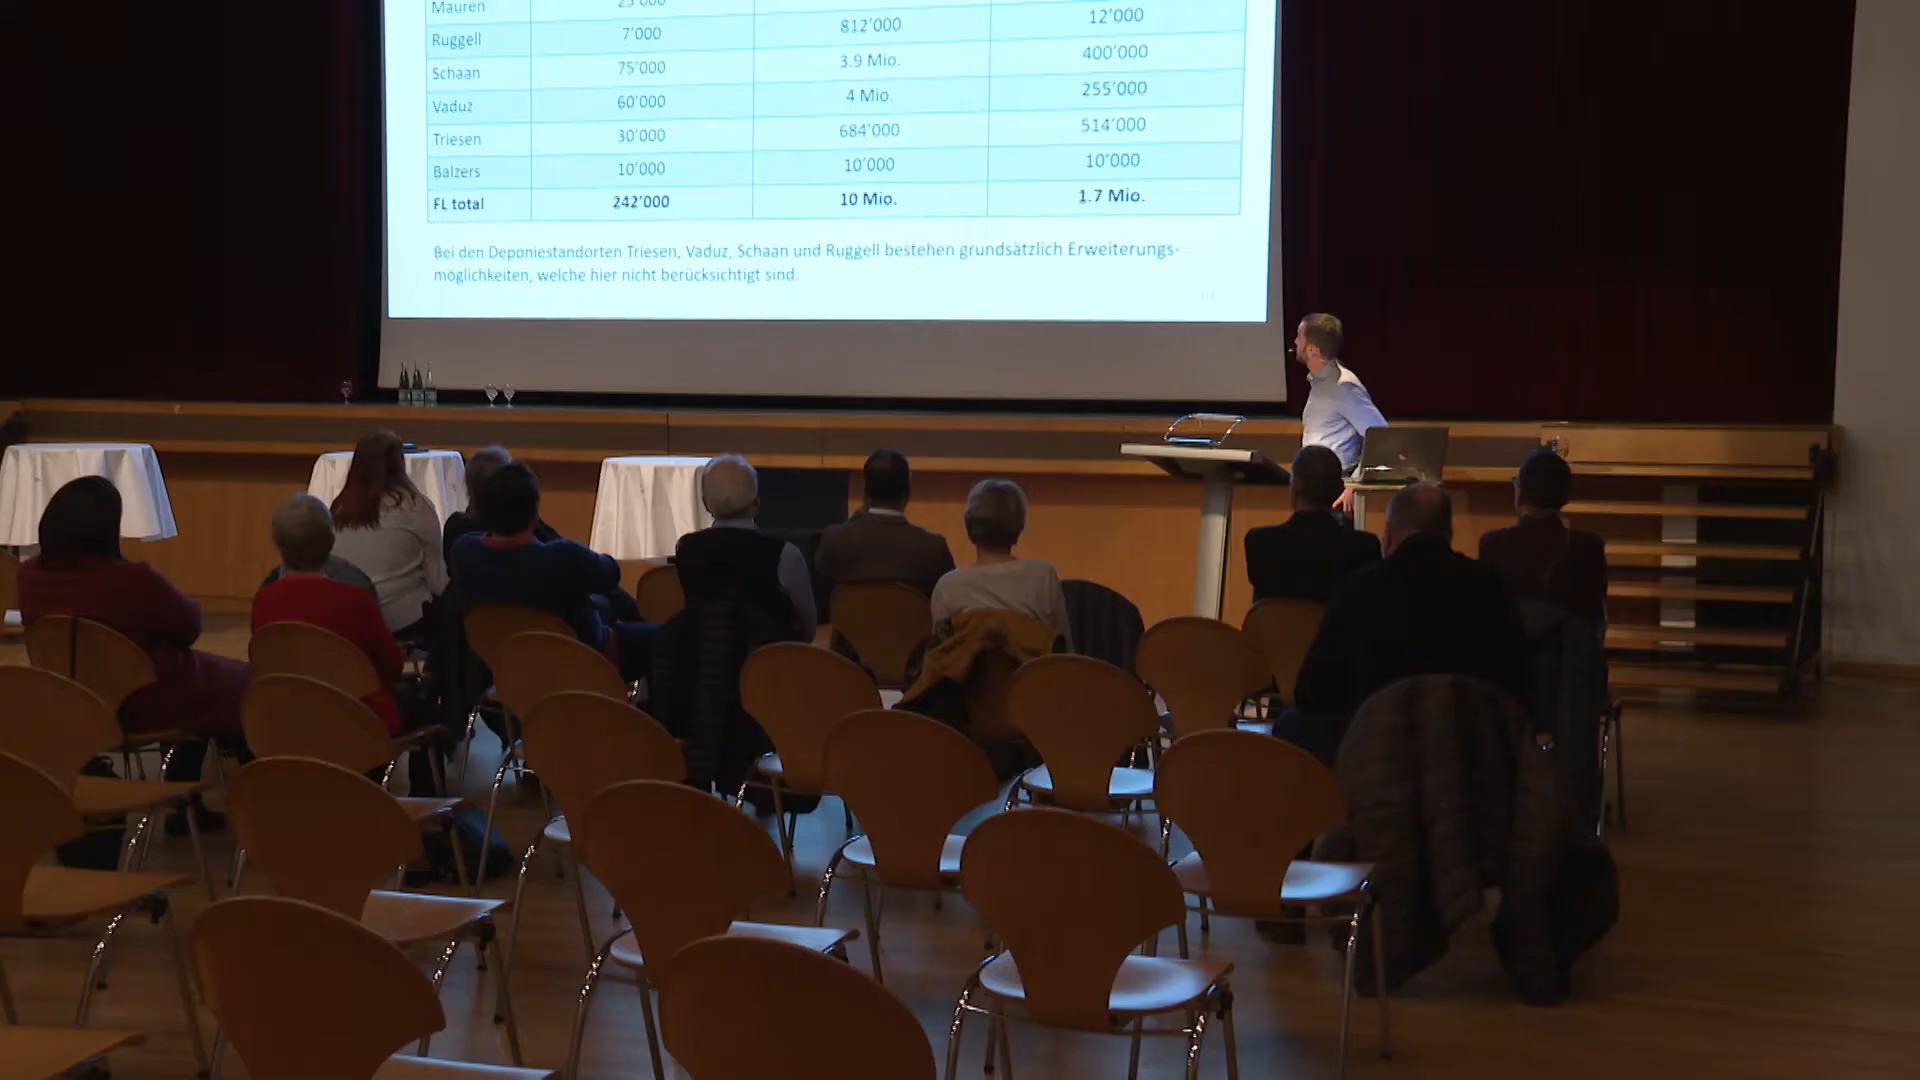 Mauren 25’000
Ruggell 7’000 812’000 12’000
Schaan 75’000 3.9 Mio. 400’000
Vaduz 60’000 4 Mio. 255’000
Triesen 30’000 684’000 514’000
Balzers 10’000 10’000 10’000
FL total 242’000 10 Mio. 1.7 Mio.
Bei den Deponiestandorten Triesen, Vaduz, Schaan und Ruggell bestehen grundsätzlich Erweiterungs-
möglichkeiten, welche hier nicht berücksichtigt sind.